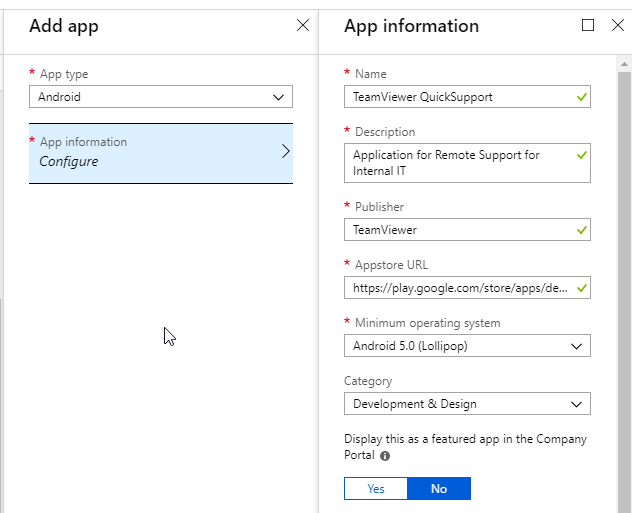 Add app
* App type
Android
* App information
Configure
App information
* Name
TeamViewer QuickSupport
* Description
Application for Remote Support for
Internal IT
* Publisher
TeamViewer
* Appstore URL
https://play.google.com/store/apps/de...
* Minimum operating system
Android 5.0 (Lollipop)
Category
Development & Design
Display this as a featured app in the Company
Portal
Yes No